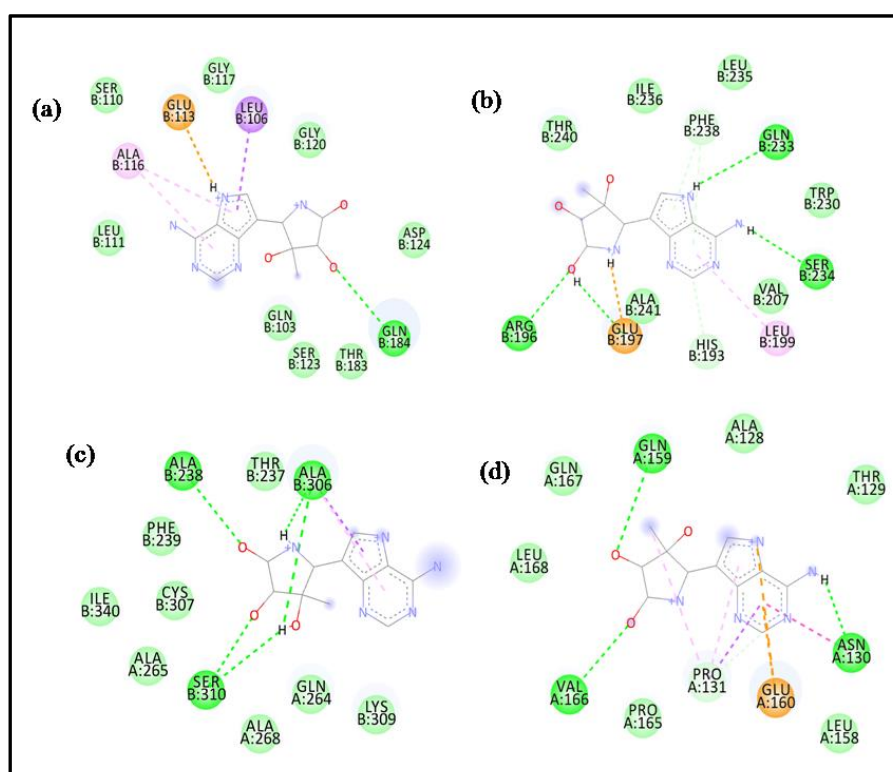 (a)
SER
B:110
GLY
B:117
GLU
B:113
LEU
B:106
GLY
B:120
ALA
B:116
LEU
B:111
ASP
B:124
GLN
B:103
SER
B:123
THR
B:183
GLN
B:184
H
N
N+
O
N
N
N
O
O
(b)
LEU
B:235
ILE
B:236
PHE
B:238
GLN
B:233
THR
B:240
TRP
B:230
SER
B:234
VAL
B:207
LEU
B:199
HIS
B:193
ALA
B:241
GLU
B:197
ARG
B:196
O
O
H
N
N
H
N
N
O
H
N
H
(c)
ALA
B:238
THR
B:237
ALA
B:306
PHE
B:239
ILE
B:340
CYS
B:307
ALA
A:265
SER
B:310
ALA
A:268
GLN
A:264
LYS
B:309
O
H
N+
N
N
N
N
O
O
H
(d)
GLN
A:159
ALA
A:128
GLN
A:167
THR
A:129
LEU
A:168
ASN
A:130
PRO
A:131
GLU
A:160
VAL
A:166
PRO
A:165
LEU
A:158
O
O
O
N+
N
N
N
N
H